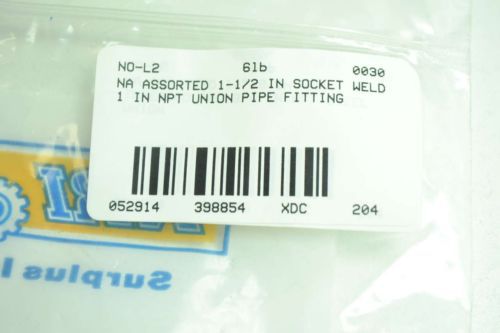 NO-L2 6lb 0030
NA ASSORTED 1-1/2 IN SOCKET WELD
1 IN NPT UNION PIPE FITTING
052914 398854 XDC 204
Surplus